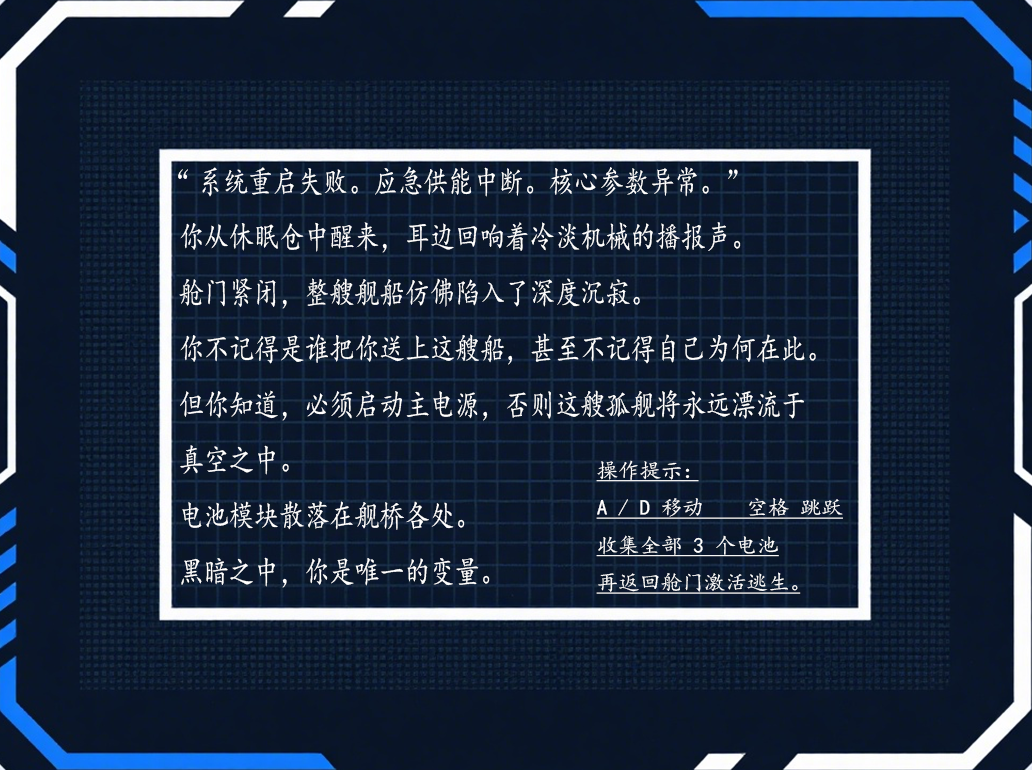 “系统重启失败。应急供能中断。核心参数异常。”
你从休眠仓中醒来，耳边回响着冷淡机械的播报声。
舱门紧闭，整艘舰船仿佛陷入了深度沉寂。
你不记得是谁把你送上这艘船，甚至不记得自己为何在此。
但你知道，必须启动主电源，否则这艘孤舰将永远漂流于
真空之中。
电池模块散落在舰桥各处。
黑暗之中，你是唯一的变量。
操作提示：
A / D 移动 空格 跳跃
收集全部 3 个电池
再返回舱门激活逃生。